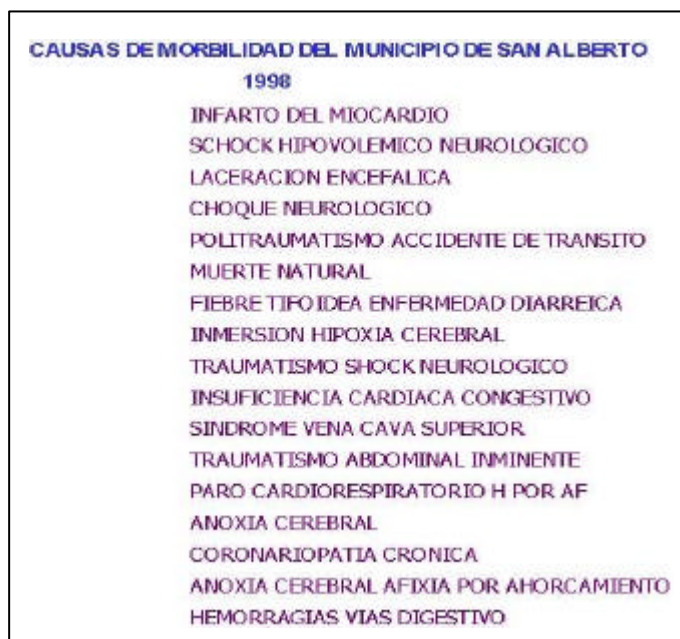 CAUSAS DE MORBILIDAD DEL MUNICIPIO DE SAN ALBERTO
1998
INFARTO DEL MIOCARDIO
SCHOCK HIPOVOLEMICO NEUROLOGICO
LACERACION ENCEFALICA
CHOQUE NEUROLOGICO
POLITRAUMATISMO ACCIDENTE DE TRANSITO
MUERTE NATURAL
FIEBRE TIFOIDEA ENFERMEDAD DIARREICA
INMERSION HIPOXIA CEREBRAL
TRAUMATISMO SHOCK NEUROLOGICO
INSUFICIENCIA CARDIACA CONGESTIVO
SINDROME VENA CAVA SUPERIOR
TRAUMATISMO ABDOMINAL INMINENTE
PARO CARDIORESPIRATORIO H POR AF
ANOXIA CEREBRAL
CORONARIOPATIA CRONICA
ANOXIA CEREBRAL AFIXIA POR AHORCAMIENTO
HEMORRAGIAS VIAS DIGESTIVO